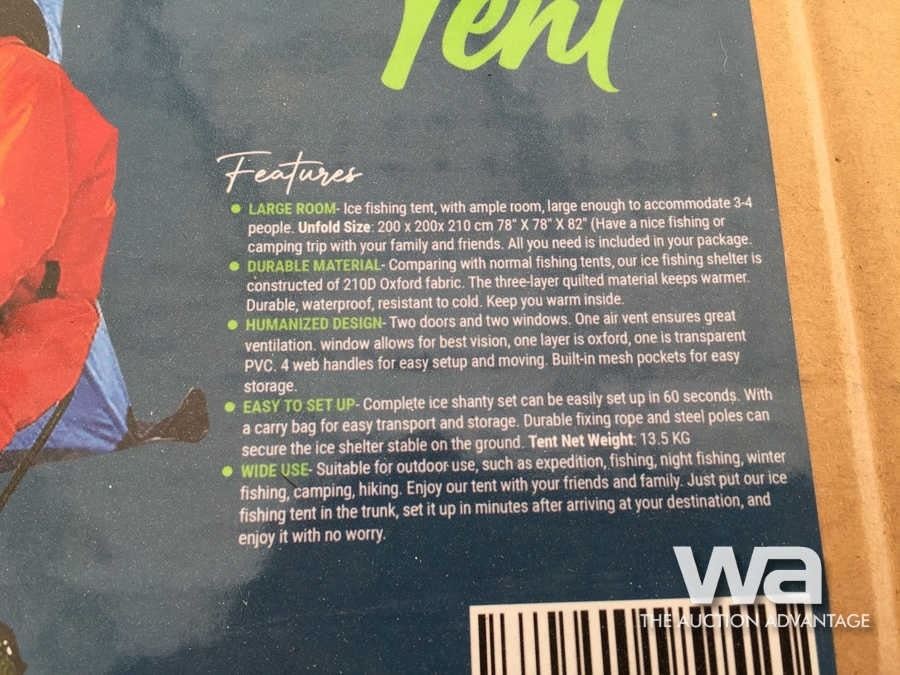 Tent
Features
● LARGE ROOM- Ice fishing tent, with ample room, large enough to accommodate 3-4
people. Unfold Size: 200 x 200x 210 cm 78" X 78" X 82" (Have a nice fishing or
camping trip with your family and friends. All you need is included in your package.
● DURABLE MATERIAL- Comparing with normal fishing tents, our ice fishing shelter is
constructed of 210D Oxford fabric. The three-layer quilted material keeps warmer.
Durable, waterproof, resistant to cold. Keep you warm inside.
● HUMANIZED DESIGN- Two doors and two windows. One air vent ensures great
ventilation. window allows for best vision, one layer is oxford, one is transparent
PVC. 4 web handles for easy setup and moving. Built-in mesh pockets for easy
storage.
● EASY TO SET UP- Complete ice shanty set can be easily set up in 60 seconds. With
a carry bag for easy transport and storage. Durable fixing rope and steel poles can
secure the ice shelter stable on the ground. Tent Net Weight: 13.5 KG
● WIDE USE- Suitable for outdoor use, such as expedition, fishing, night fishing, winter
fishing, camping, hiking. Enjoy our tent with your friends and family. Just put our ice
fishing tent in the trunk, set it up in minutes after arriving at your destination, and
enjoy it with no worry.
wa
THE AUCTION ADVANTAGE